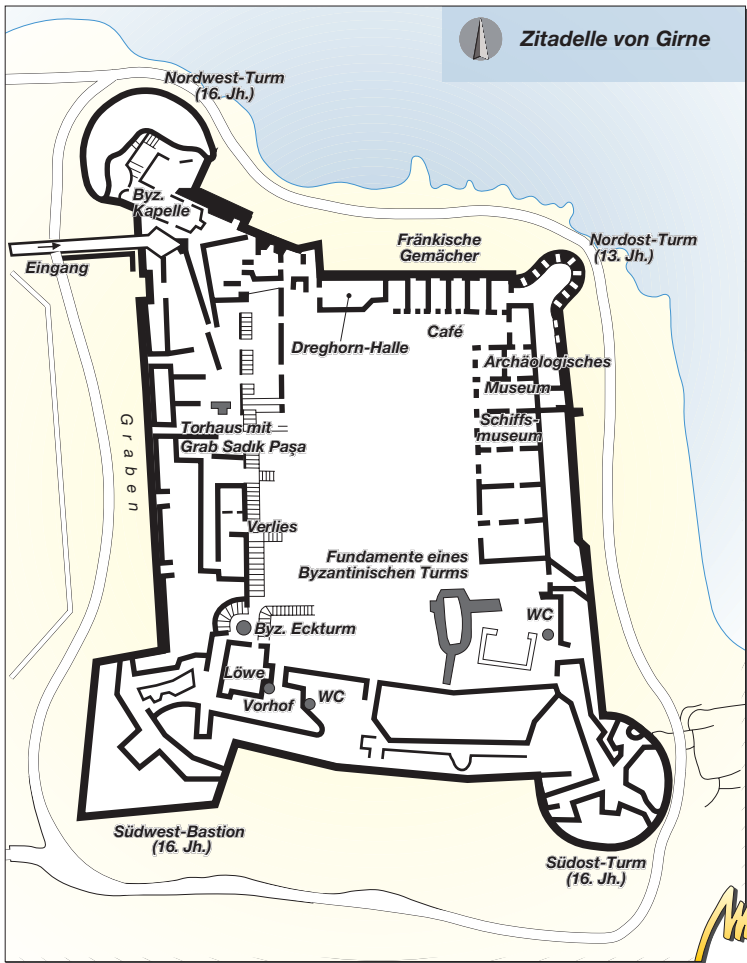 Zitadelle von Girne
Nordwest-Turm
(16. Jh.)
Byz.
Kapelle
Eingang
Fränkische
Gemächer
Nordost-Turm
(13. Jh.)
Café
Dreghorn-Halle
Archäologisches
Museum
Schiffs-
museum
Graben
Torhaus mit
Grab Sadık Paşa
Verlies
Fundamente eines
Byzantinischen Turms
WC
Byz. Eckturm
Löwe
Vorhof
WC
Südwest-Bastion
(16. Jh.)
Südost-Turm
(16. Jh.)